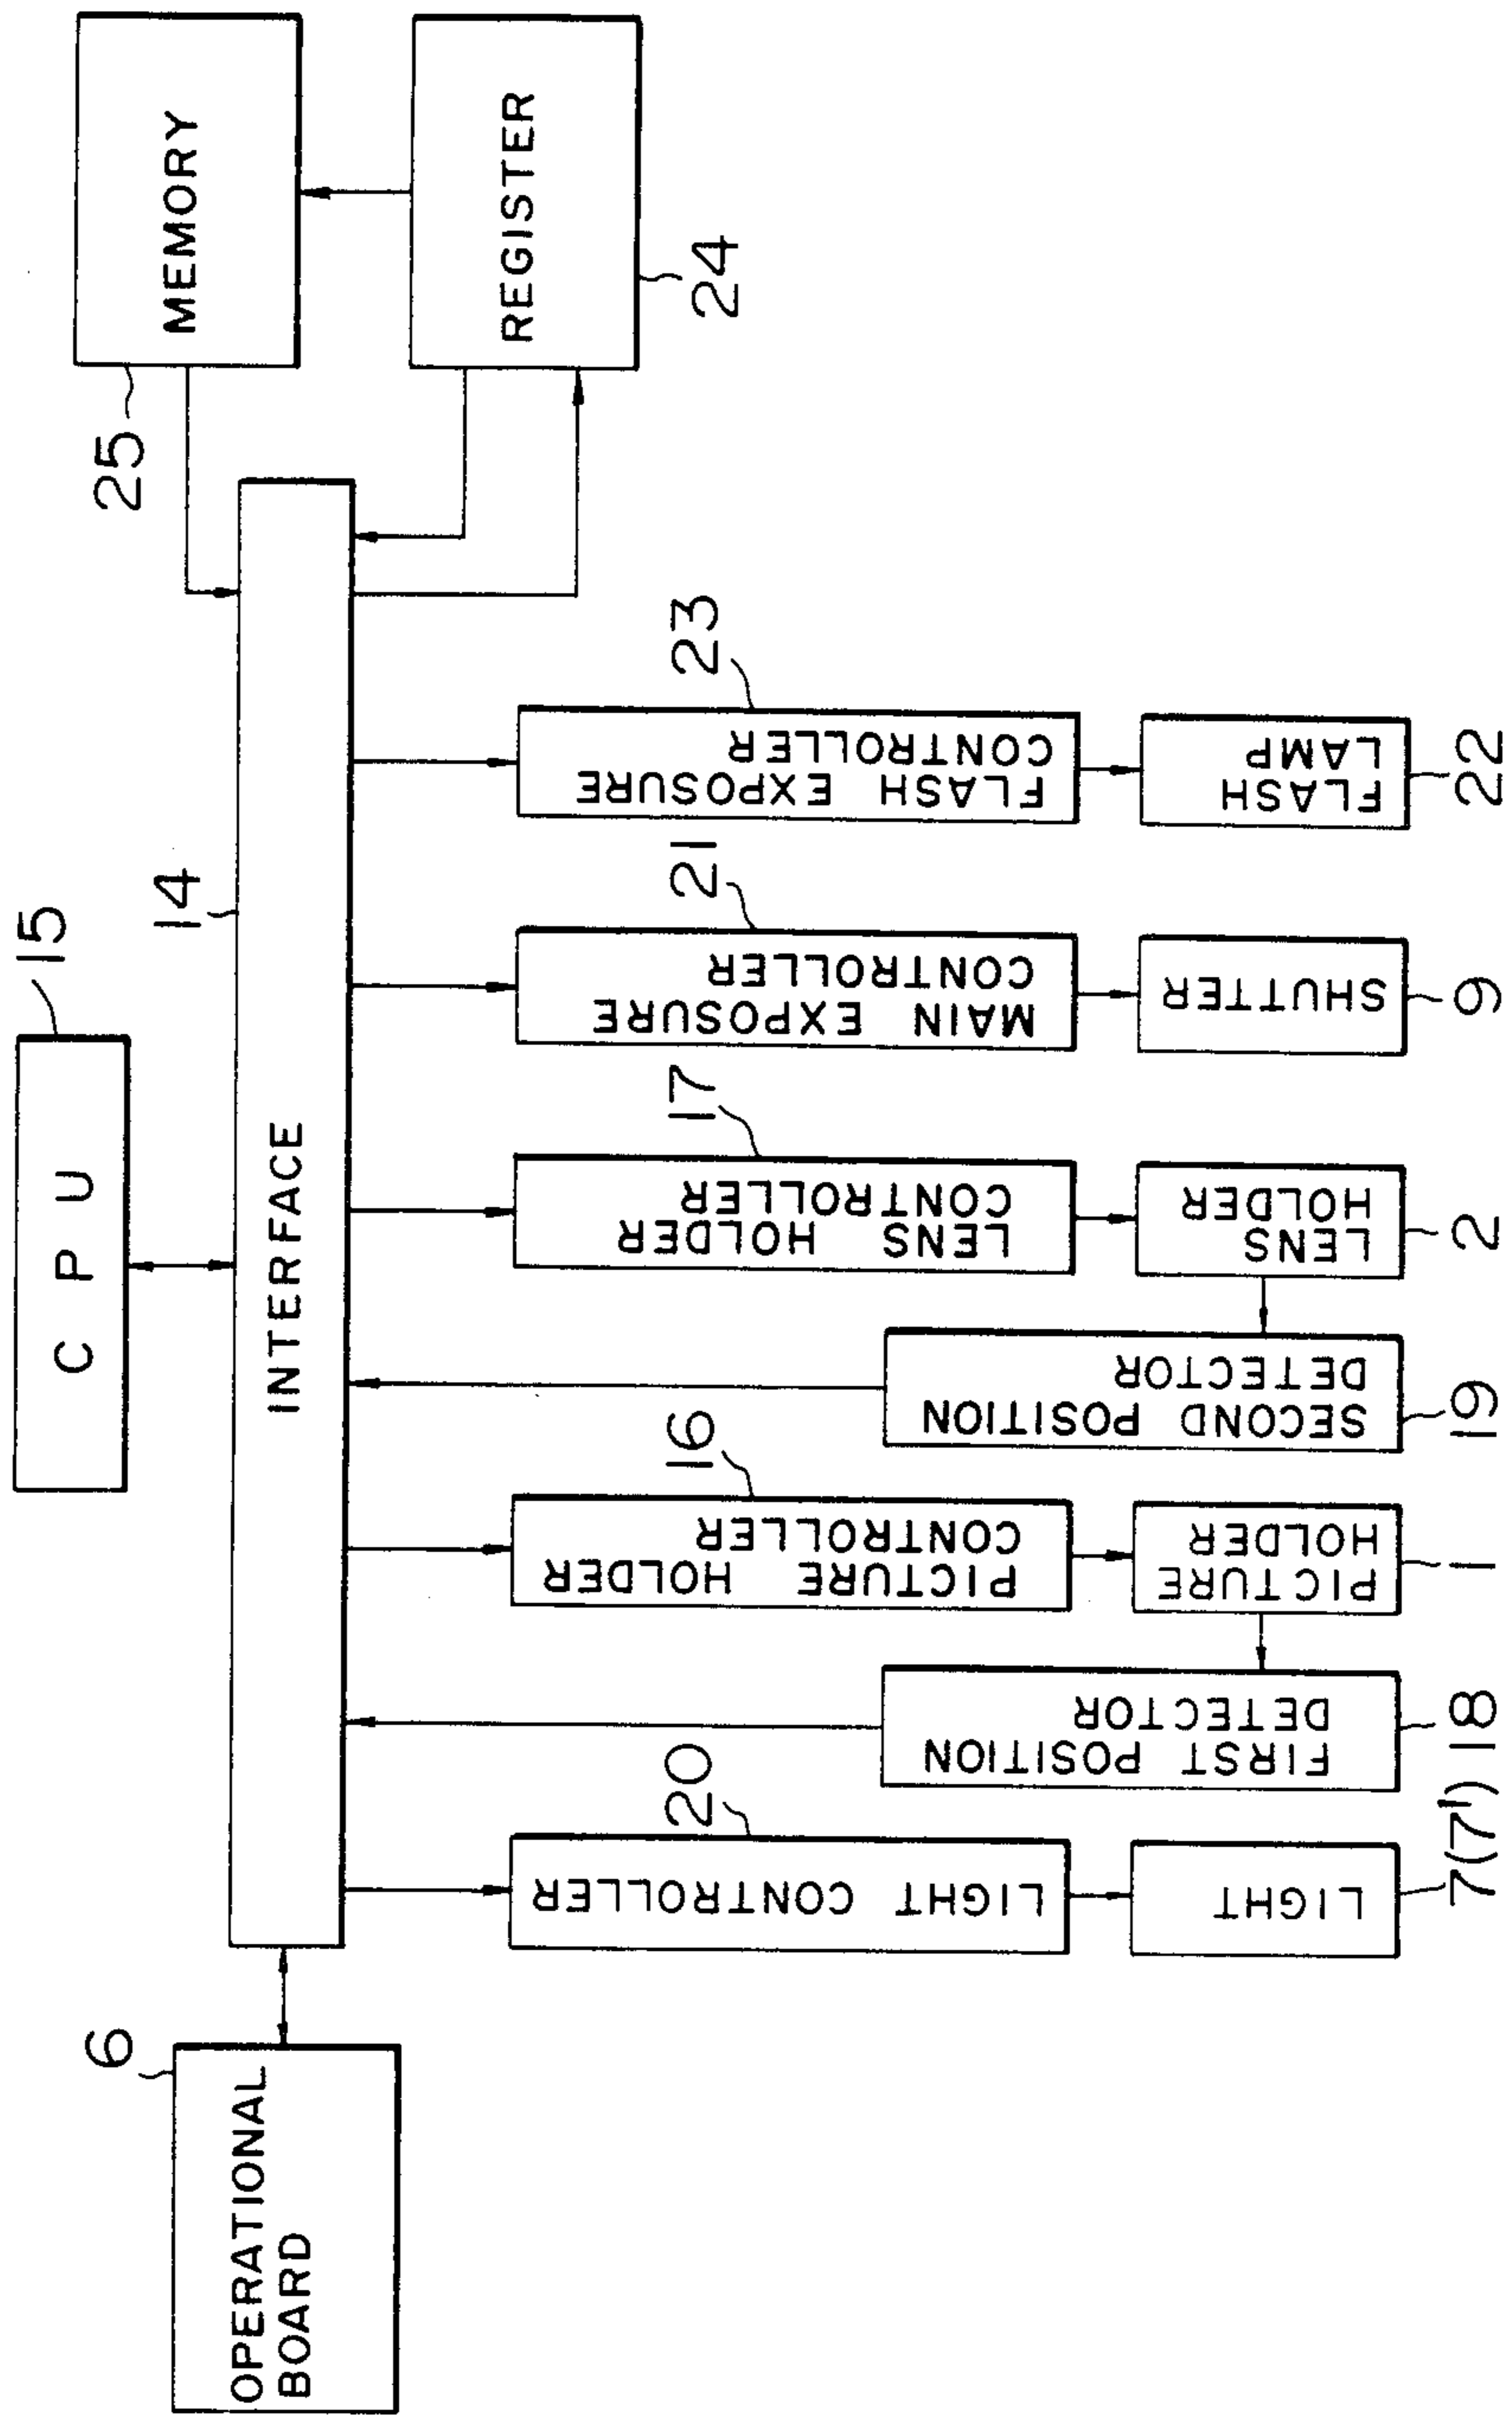 15
C P U
14
INTERFACE
6
OPERATIONAL
BOARD
25
MEMORY
24
REGISTER
20
LIGHT CONTROLLER
LIGHT
7(7')
FIRST POSITION
DETECTOR
18
16
PICTURE HOLDER
CONTROLLER
PICTURE
HOLDER
1
SECOND POSITION
DETECTOR
19
17
LENS HOLDER
CONTROLLER
LENS
HOLDER
2
21
MAIN EXPOSURE
CONTROLLER
SHUTTER
9
23
FLASH EXPOSURE
CONTROLLER
FLASH
LAMP
22